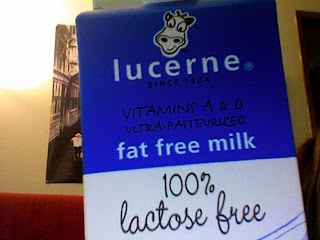 lucerne®
SINCE 1904
VITAMINS A & D
ULTRA-PASTEURIZED
fat free milk
100%
lactose free